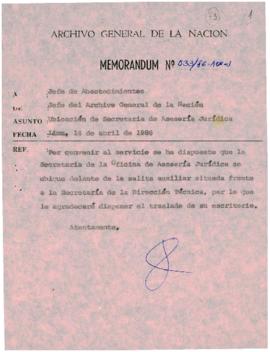 73
1
ARCHIVO GENERAL DE LA NACION
MEMORANDUM Nº 033/86-AGN-J
A Jefe de Abastecimientos
DE Jefe del Archivo General de la Nación
ASUNTO Ubicación de Secretaria de Asesoría Jurídica
FECHA Lima, 16 de abril de 1986
REF. Por convenir al servicio se ha dispuesto que la
Secretaria de la Oficina de Asesoría Jurídica se
ubique delante de la salita auxiliar situada frente
a la Secretaría de la Dirección Técnica, por lo que
le agradeceré disponer el traslado de su escritorio.
Atentamente,